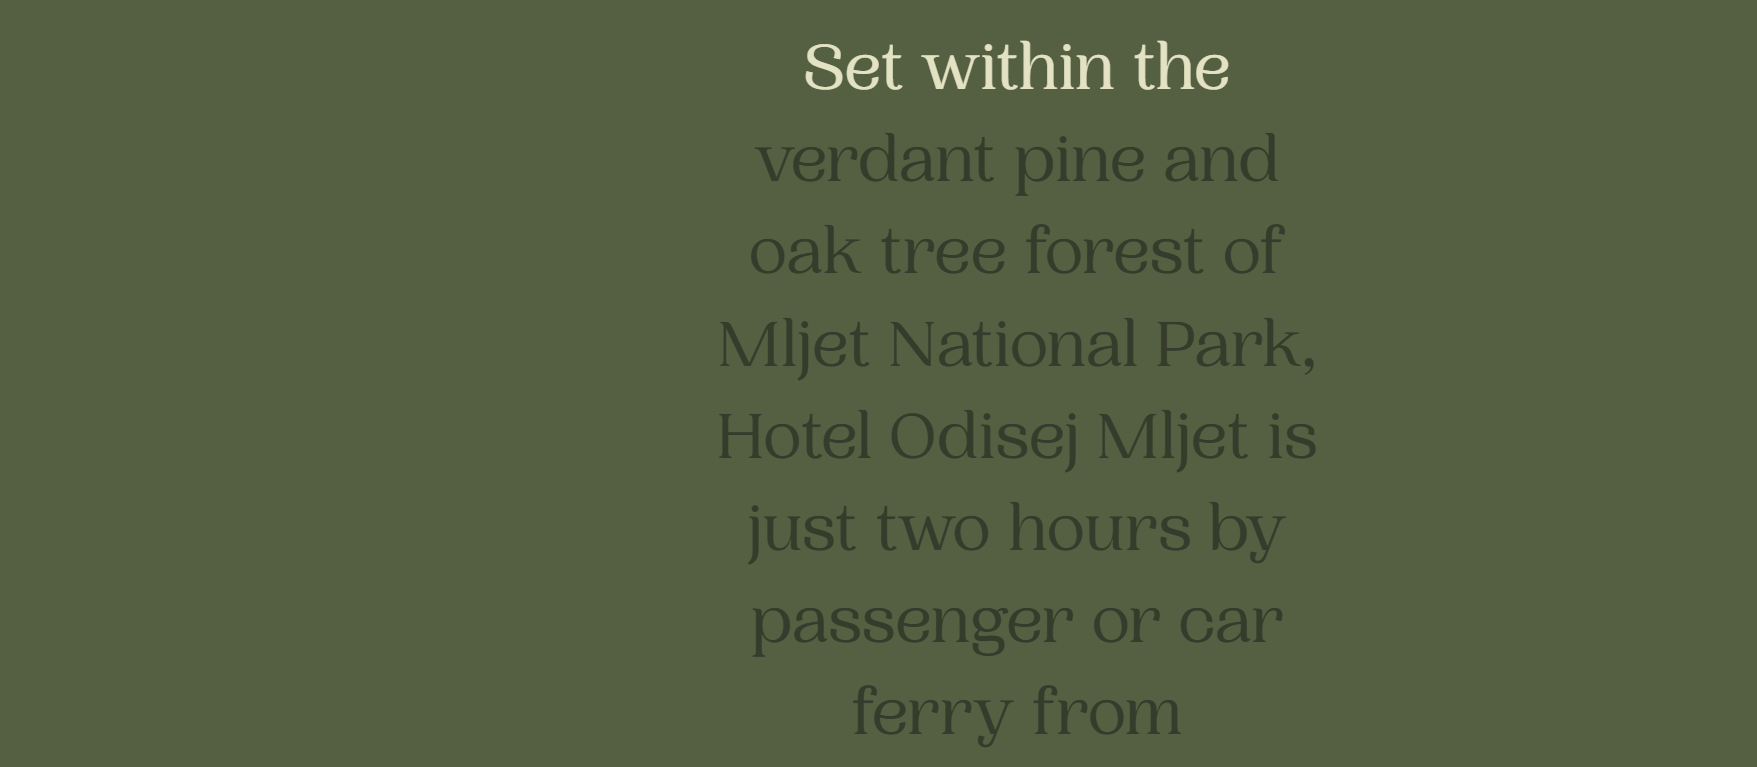 Set within the
verdant pine and
oak tree forest of
Mljet National Park,
Hotel Odisej Mljet is
just two hours by
passenger or car
ferry from